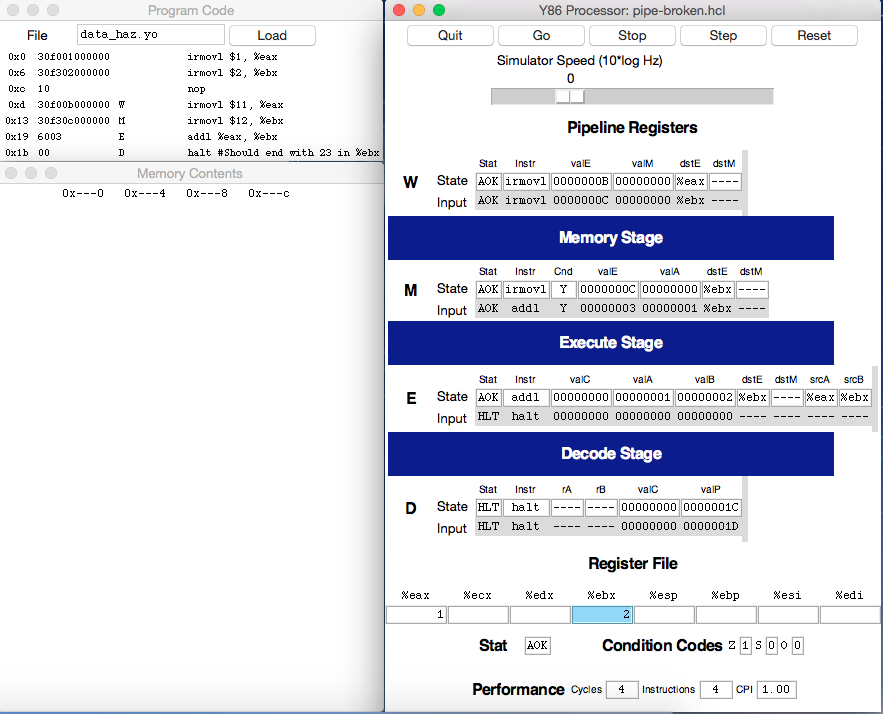 Program Code
File data_haz.yo Load
0x0 30f001000000 irmovl $1, %eax
0x6 30f302000000 irmovl $2, %ebx
0xc 10 nop
0xd 30f00b000000 W irmovl $11, %eax
0x13 30f30c000000 M irmovl $12, %ebx
0x19 6003 E addl %eax, %ebx
0x1b 00 D halt #Should end with 23 in %ebx
Memory Contents
0x---0 0x---4 0x---8 0x---c
Y86 Processor: pipe-broken.hcl
Quit Go Stop Step Reset
Simulator Speed (10*log Hz)
0
Pipeline Registers
Stat Instr valE valM dstE dstM
W State AOK irmovl 0000000B 00000000 %eax ----
Input AOK irmovl 0000000C 00000000 %ebx ----
Memory Stage
Stat Instr Cnd valE valA dstE dstM
M State AOK irmovl Y 0000000C 00000000 %ebx ----
Input AOK addl Y 00000003 00000001 %ebx ----
Execute Stage
Stat Instr valC valA valB dstE dstM srcA srcB
E State AOK addl 00000000 00000001 00000002 %ebx ---- %eax %ebx
Input HLT halt 00000000 00000000 00000000 ---- ---- ---- ----
Decode Stage
Stat Instr rA rB valC valP
D State HLT halt ---- ---- 00000000 0000001C
Input HLT halt ---- ---- 00000000 0000001D
Register File
%eax %ecx %edx %ebx %esp %ebp %esi %edi
1 2
Stat AOK Condition Codes Z 1 S 0 O 0
Performance Cycles 4 Instructions 4 CPI 1.00